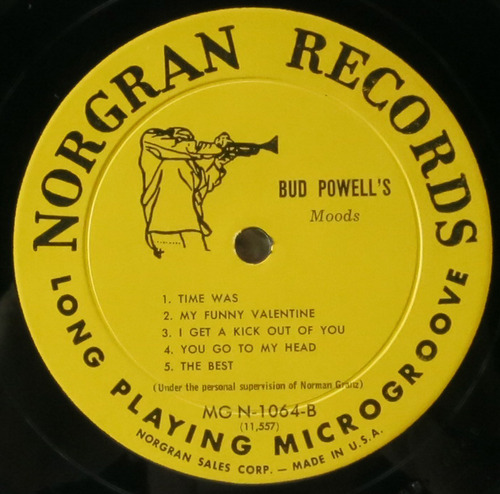 NORGRAN RECORDS
BUD POWELL'S
Moods
1. TIME WAS
2. MY FUNNY VALENTINE
3. I GET A KICK OUT OF YOU
4. YOU GO TO MY HEAD
5. THE BEST
(Under the personal supervision of Norman Granz)
MG N-1064-B
(11,557)
LONG PLAYING MICROGROOVE
NORGRAN SALES CORP. — MADE IN U.S.A.